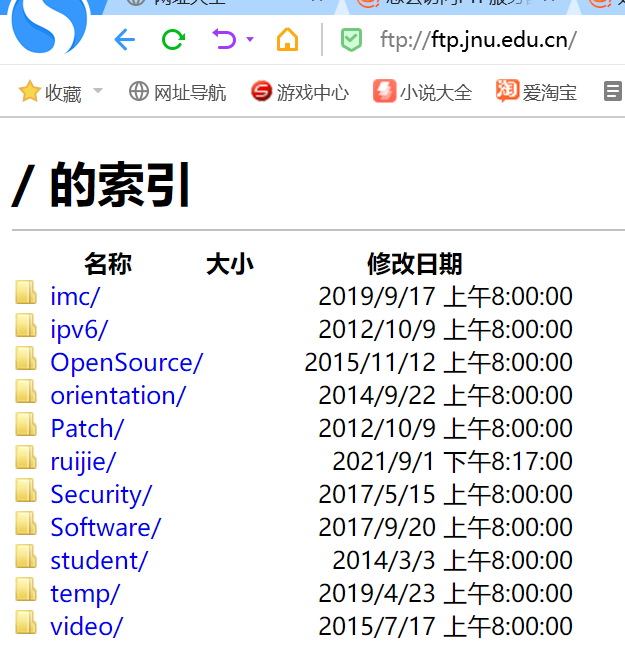 网址大全
ftp://ftp.jnu.edu.cn/
收藏 网址导航 游戏中心 小说大全 爱淘宝
/ 的索引
名称 大小 修改日期
imc/ 2019/9/17 上午8:00:00
ipv6/ 2012/10/9 上午8:00:00
OpenSource/ 2015/11/12 上午8:00:00
orientation/ 2014/9/22 上午8:00:00
Patch/ 2012/10/9 上午8:00:00
ruijie/ 2021/9/1 下午8:17:00
Security/ 2017/5/15 上午8:00:00
Software/ 2017/9/20 上午8:00:00
student/ 2014/3/3 上午8:00:00
temp/ 2019/4/23 上午8:00:00
video/ 2015/7/17 上午8:00:00